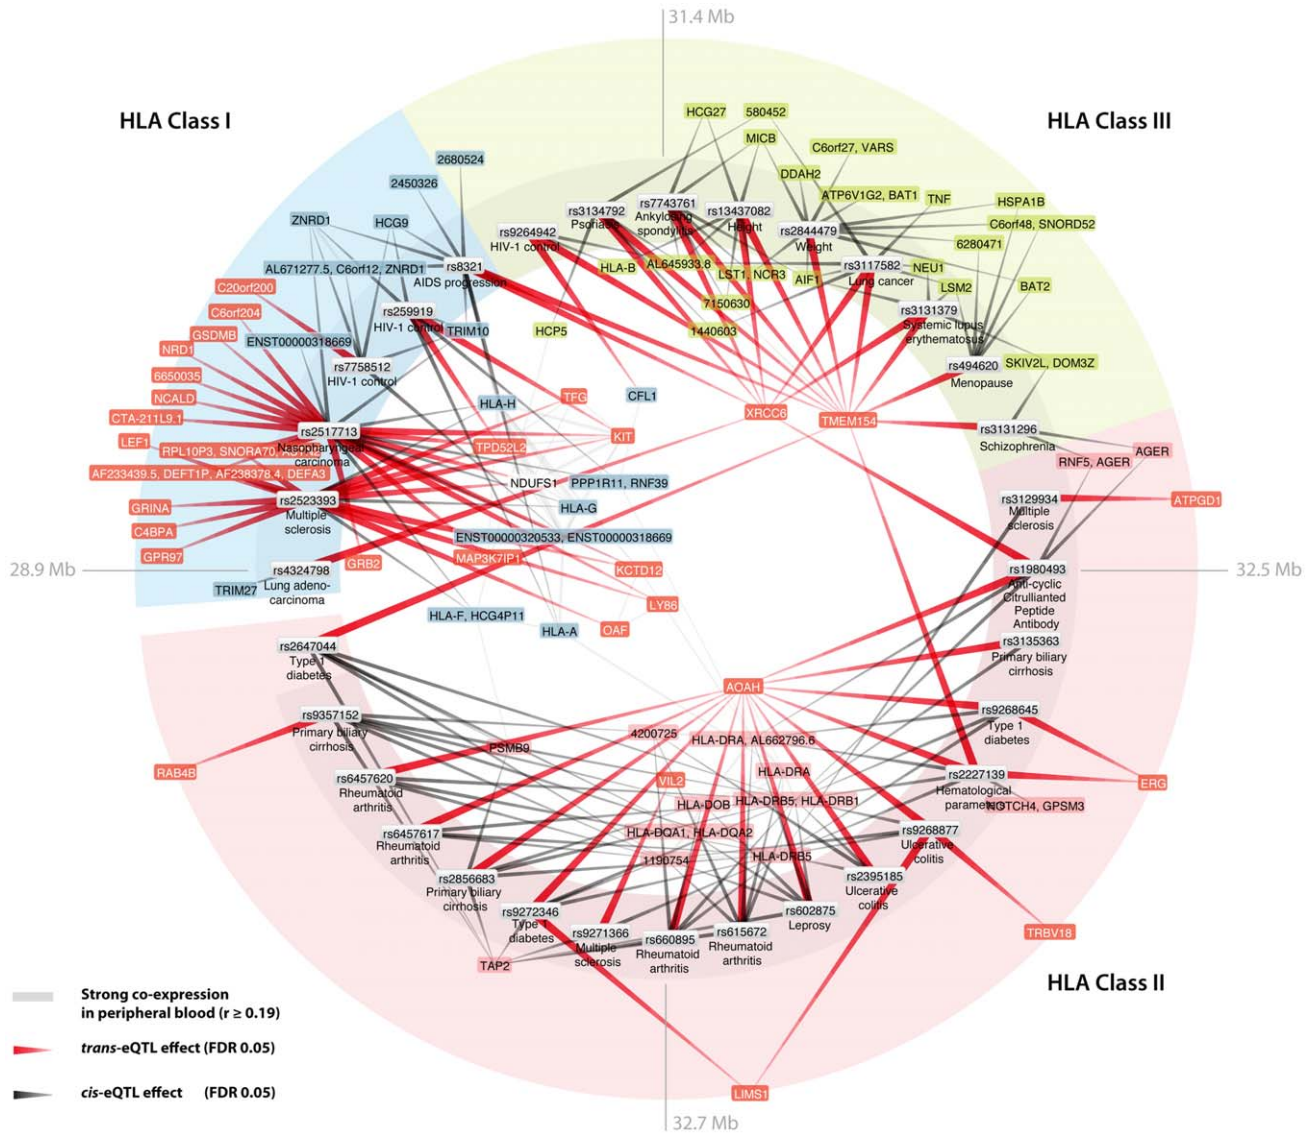 31.4 Mb
HLA Class I
HLA Class III
HCG27
580452
MICB
C6orf27, VARS
2680524
DDAH2
2450326
ATP6V1G2, BAT1
TNF
HSPA1B
rs7743761
Ankylosing
spondylitis
rs3134792
Psoriasis
rs13437082
Height
C6orf48, SNORD52
ZNRD1
HCG9
rs9264942
HIV-1 control
rs2844479
Weight
6280471
AL671277.5, C6orf12, ZNRD1
rs8321
AIDS progression
HLA-B
AL645933.8
LST1, NCR3
AIF1
rs3117582
Lung cancer
NEU1
LSM2
BAT2
C20orf200
7150630
C6orf204
rs259919
HIV-1 control
TRIM10
HCP5
1440603
rs3131379
Systemic lupus
erythematosus
GSDMB
ENST00000318669
NRD1
rs7758512
HIV-1 control
rs494620
Menopause
SKIV2L, DOM3Z
6650035
NCALD
HLA-H
TFG
CFL1
CTA-211L9.1
XRCC6
TMEM154
rs2517713
Nasopharyngeal
carcinoma
KIT
rs3131296
Schizophrenia
LEF1
RPL10P3, SNORA70,
TPD52L2
AGER
RNF5, AGER
AF233439.5, DEFT1P, AF238378.4, DEFA3
NDUFS1
PPP1R11, RNF39
rs2523393
Multiple
sclerosis
rs3129934
Multiple
sclerosis
ATPGD1
GRINA
HLA-G
C4BPA
ENST00000320533, ENST00000318669
GPR97
GRB2
MAP3K7IP1
KCTD12
28.9 Mb
rs4324798
Lung adeno-
carcinoma
rs1980493
Anti-cyclic
Citrullianted
Peptide
Antibody
32.5 Mb
TRIM27
LY86
HLA-F, HCG4P11
HLA-A
OAF
rs2647044
Type 1
diabetes
rs3135363
Primary biliary
cirrhosis
AOAH
rs9357152
Primary biliary
cirrhosis
rs9268645
Type 1
diabetes
4200725
HLA-DRA, AL662796.6
PSMB9
RAB4B
rs6457620
Rheumatoid
arthritis
VIL2
HLA-DRA
rs2227139
Hematological
parameters
ERG
HLA-DOB
HLA-DRB5, HLA-DRB1
NOTCH4, GPSM3
rs6457617
Rheumatoid
arthritis
HLA-DQA1, HLA-DQA2
rs9268877
Ulcerative
colitis
1190754
HLA-DRB5
rs2856683
Primary biliary
cirrhosis
rs2395185
Ulcerative
colitis
rs9272346
Type 1
diabetes
rs9271366
Multiple
sclerosis
rs660895
Rheumatoid
arthritis
rs615672
Rheumatoid
arthritis
rs602875
Leprosy
TRBV18
TAP2
HLA Class II
Strong co-expression
in peripheral blood (r ≥ 0.19)
trans-eQTL effect (FDR 0.05)
cis-eQTL effect (FDR 0.05)
LIMS1
32.7 Mb